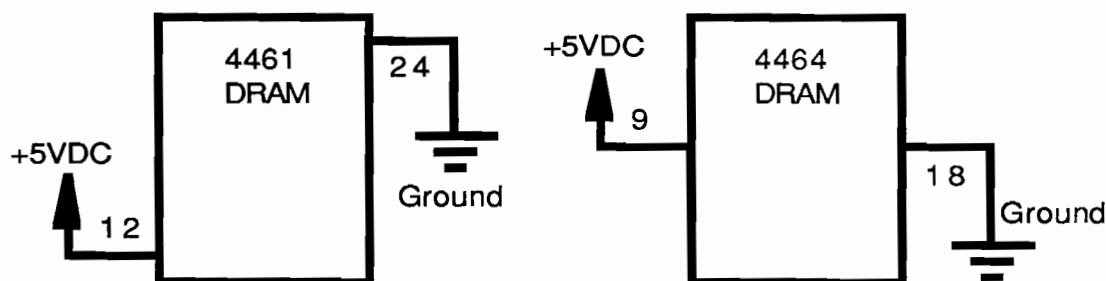 4461
DRAM
24
+5VDC
12
Ground
+5VDC
4464
DRAM
9
18
Ground